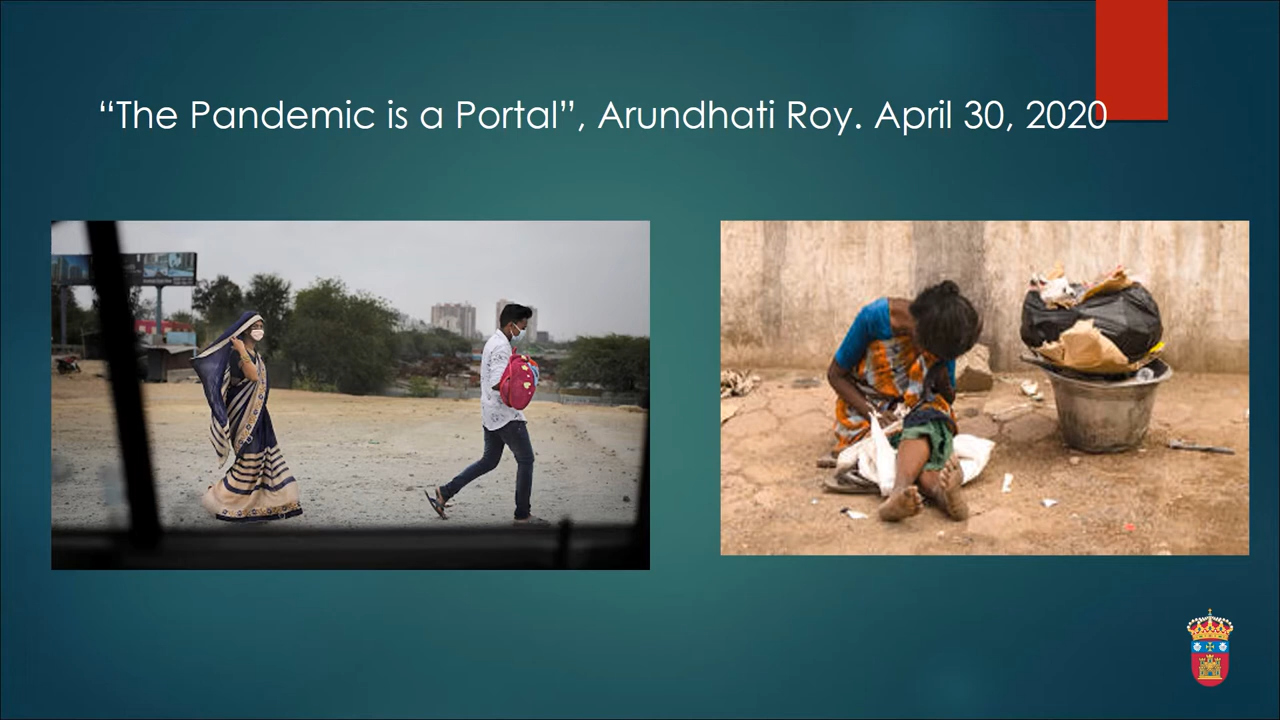 “The Pandemic is a Portal”, Arundhati Roy. April 30, 2020